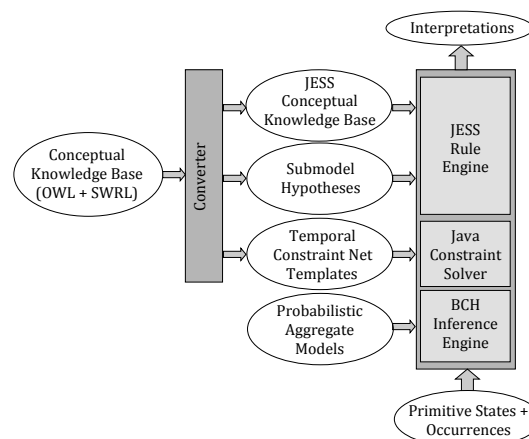 Interpretations
JESS
Conceptual
Knowledge Base
JESS
Rule
Engine
Converter
Conceptual
Knowledge Base
(OWL + SWRL)
Submodel
Hypotheses
Temporal
Constraint Net
Templates
Java
Constraint
Solver
Probabilistic
Aggregate
Models
BCH
Inference
Engine
Primitive States +
Occurrences